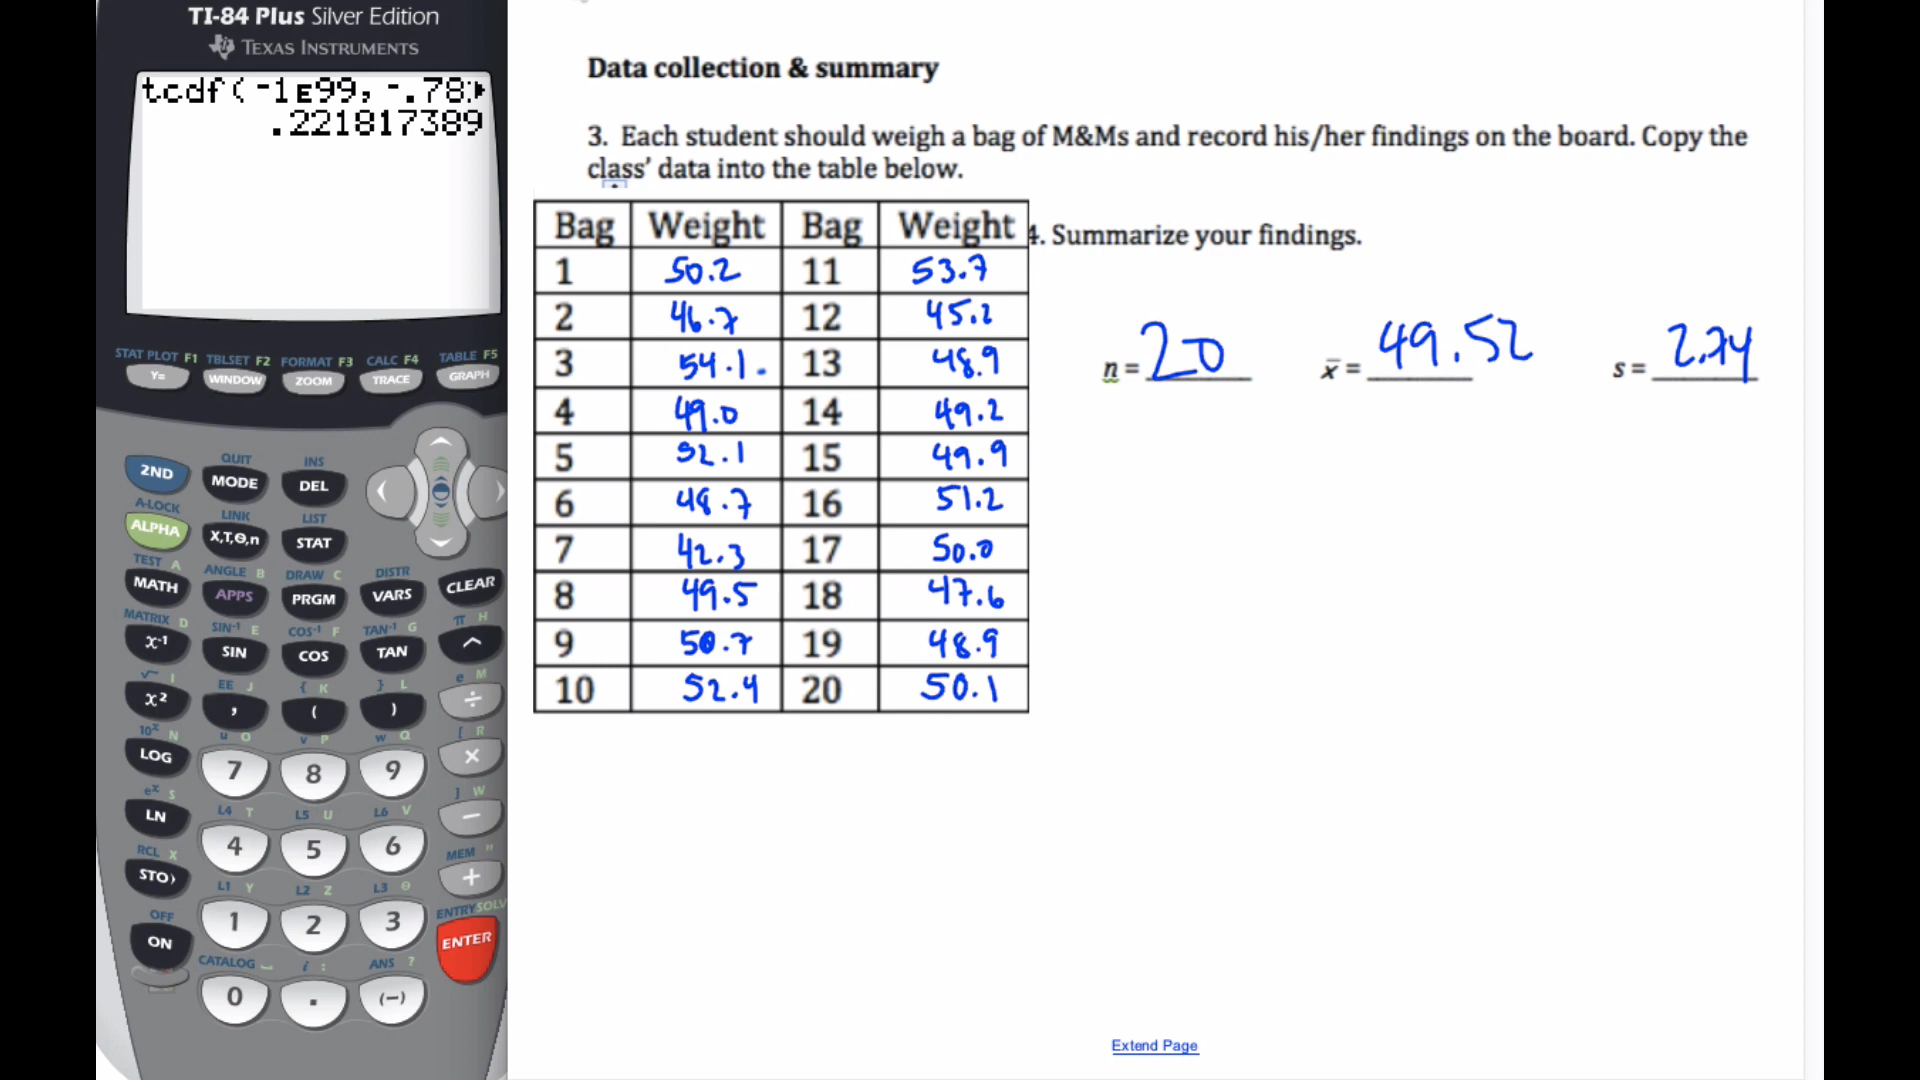 TI-84 Plus Silver Edition
TEXAS INSTRUMENTS
tcdf(-1E99,-.78
.221817389
STAT PLOT F1 TBLSET F2 FORMAT F3 CALC F4 TABLE F5
Y= WINDOW ZOOM TRACE GRAPH
QUIT INS
2ND MODE DEL
A-LOCK LINK LIST
ALPHA X,T,Θ,n STAT
TEST A ANGLE B DRAW C DISTR
MATH APPS PRGM VARS CLEAR
MATRIX D SIN⁻¹ E COS⁻¹ F TAN⁻¹ G π H
x⁻¹ SIN COS TAN ^
√ I EE J { K } L e M
x² , ( ) ÷
10ˣ N u O v P w Q [ R
LOG 7 8 9 ×
eˣ S L4 T L5 U L6 V ] W
LN 4 5 6 −
RCL X L1 Y L2 Z L3 θ MEM "
STO› 1 2 3 +
OFF ENTRY SOLV
ON ENTER
CATALOG i : ANS ?
0 . (−)
Data collection & summary
3. Each student should weigh a bag of M&Ms and record his/her findings on the board. Copy the
class' data into the table below.
Bag Weight Bag Weight
1 50.2 11 53.7
2 46.7 12 45.2
3 54.1 13 48.9
4 49.0 14 49.2
5 52.1 15 49.9
6 48.7 16 51.2
7 42.3 17 50.0
8 49.5 18 47.6
9 50.7 19 48.9
10 52.4 20 50.1
4. Summarize your findings.
n = 20 x̄ = 49.52 s = 2.74
Extend Page